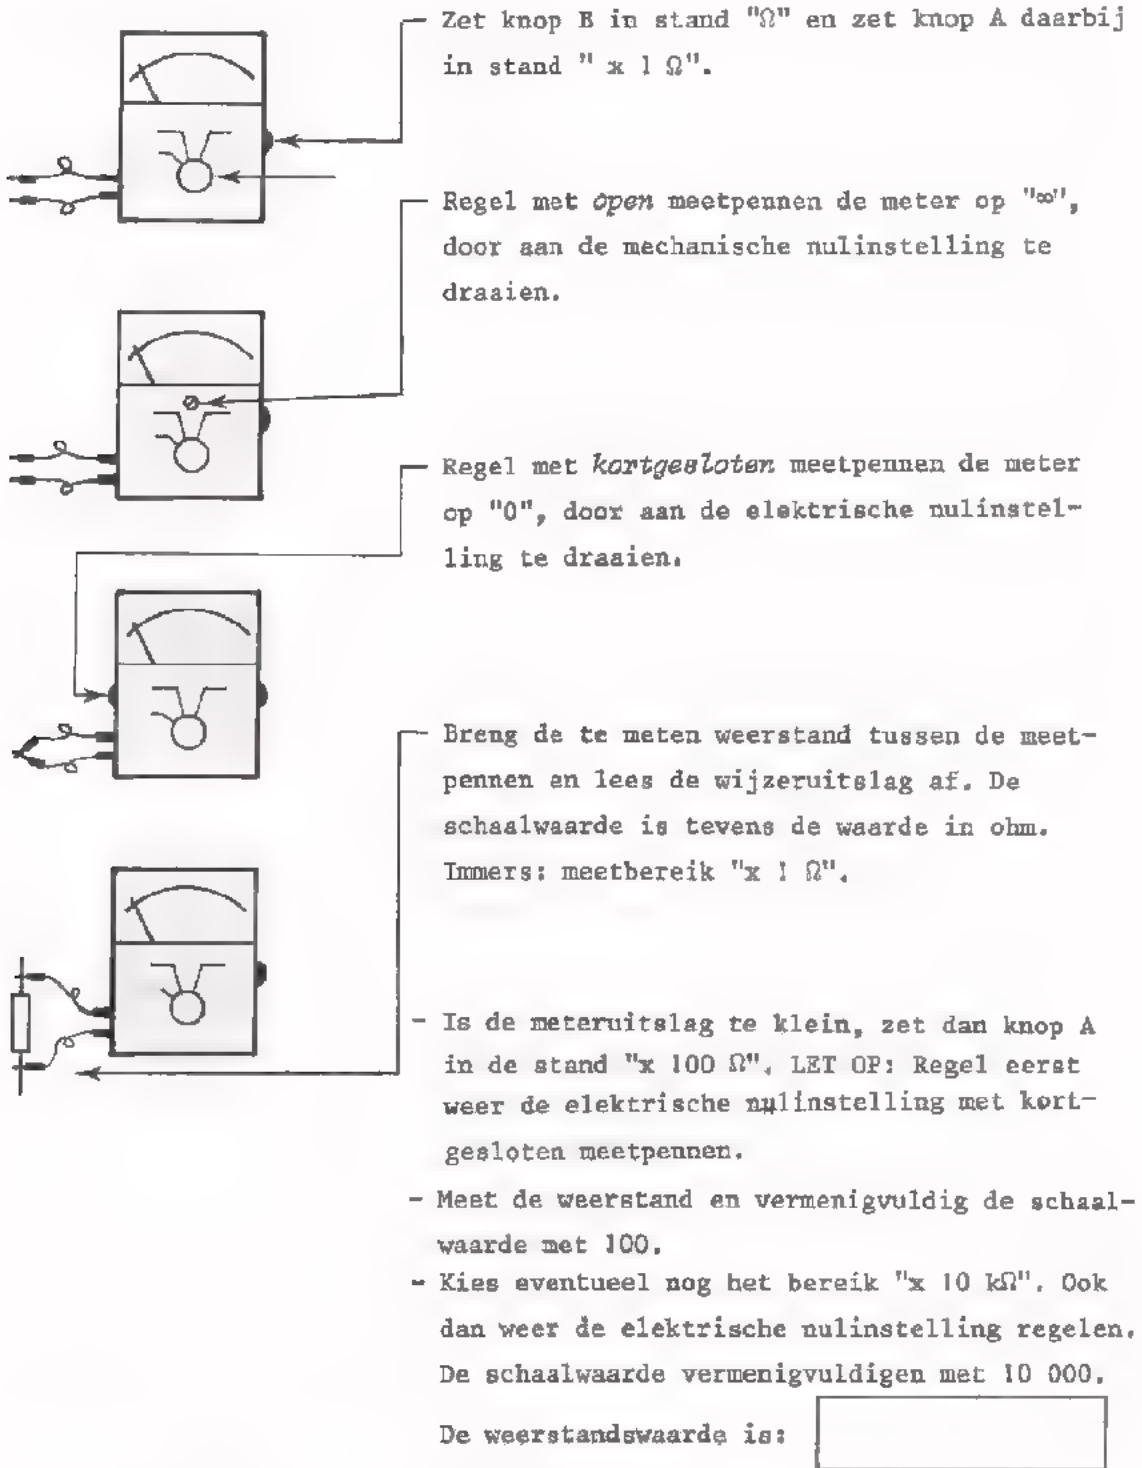 - Zet knop B in stand "Ω" en zet knop A daarbij
in stand " x 1 Ω".
- Regel met open meetpennen de meter op "∞",
door aan de mechanische nulinstelling te
draaien.
- Regel met kortgesloten meetpennen de meter
op "0", door aan de elektrische nulinstel-
ling te draaien.
- Breng de te meten weerstand tussen de meet-
pennen en lees de wijzeruitslag af. De
schaalwaarde is tevens de waarde in ohm.
Immers: meetbereik "x 1 Ω".
- Is de meteruitslag te klein, zet dan knop A
in de stand "x 100 Ω". LET OP: Regel eerst
weer de elektrische nulinstelling met kort-
gesloten meetpennen.
- Meet de weerstand en vermenigvuldig de schaal-
waarde met 100.
- Kies eventueel nog het bereik "x 10 kΩ". Ook
dan weer de elektrische nulinstelling regelen.
De schaalwaarde vermenigvuldigen met 10 000.
De weerstandswaarde is: